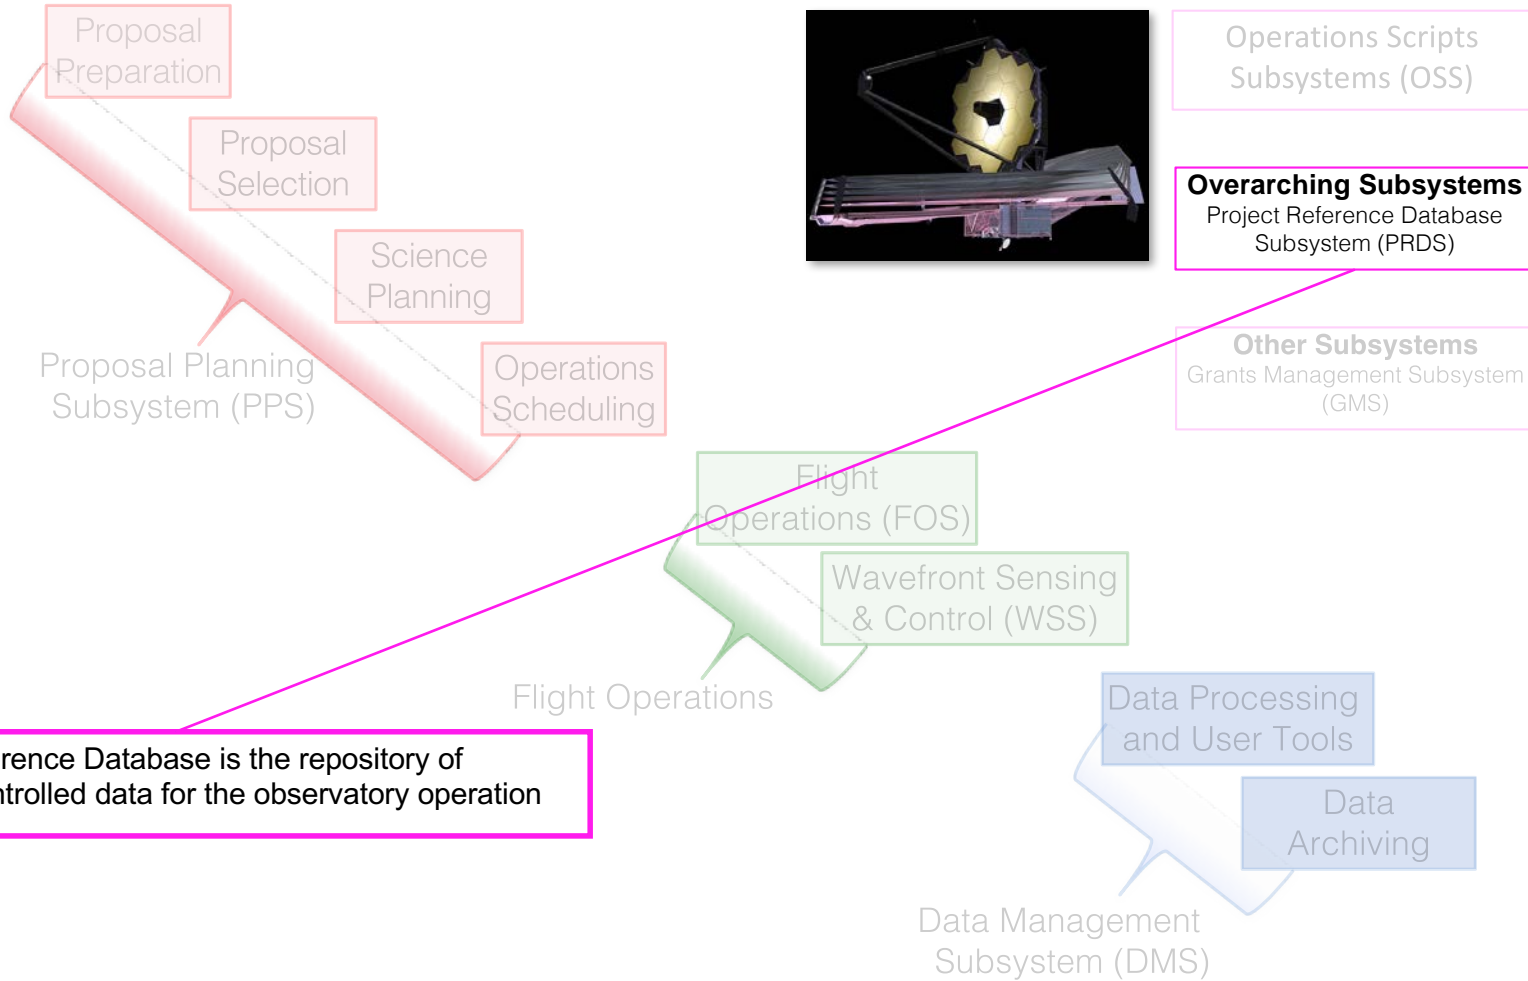 Proposal
Preparation
Proposal
Selection
Science
Planning
Operations
Scheduling
Proposal Planning
Subsystem (PPS)
Operations Scripts
Subsystems (OSS)
Overarching Subsystems
Project Reference Database
Subsystem (PRDS)
Other Subsystems
Grants Management Subsystem
(GMS)
Flight
Operations (FOS)
Wavefront Sensing
& Control (WSS)
Flight Operations
rence Database is the repository of
ntrolled data for the observatory operation
Data Processing
and User Tools
Data
Archiving
Data Management
Subsystem (DMS)